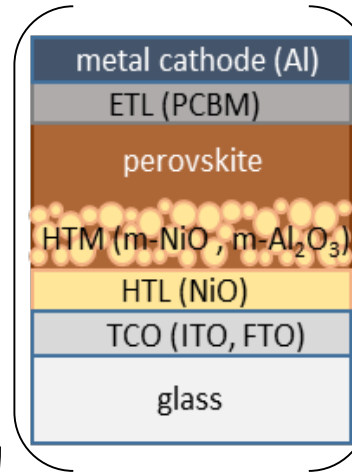 metal cathode (Al)
ETL (PCBM)
perovskite
HTM (m-NiO , m-Al₂O₃)
HTL (NiO)
TCO (ITO, FTO)
glass